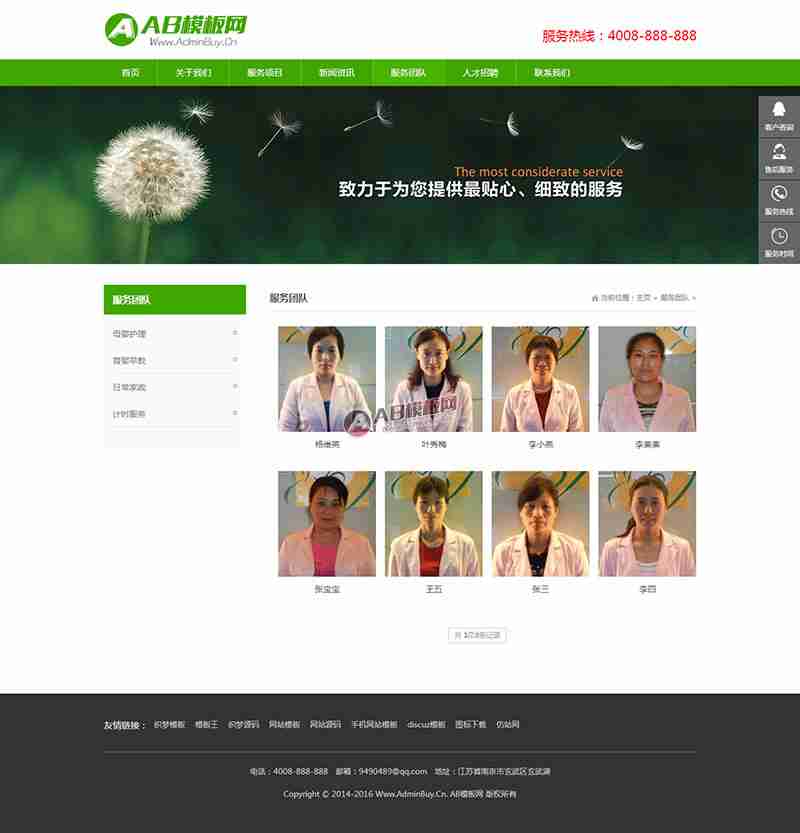 AB模板网
Www.AdminBuy.Cn
服务热线：4008-888-888
首页 关于我们 服务项目 新闻资讯 服务团队 人才招聘 联系我们
The most considerate service
致力于为您提供最贴心、细致的服务
客户咨询
售后服务
服务热线
服务时间
服务团队
母婴护理
育婴早教
日常家政
计时服务
服务团队
当前位置：主页 > 服务团队 >
AB模板网
杨维英 叶秀梅 李小燕 李美美
张宝宝 王五 张三 李四
友情链接： 织梦模板 模板王 织梦源码 网站模板 网站源码 手机网站模板 discuz模板 图标下载 仿站网
电话：4008-888-888 邮箱：9490489@qq.com 地址：江苏省南京市玄武区玄武湖
Copyright © 2014-2016 Www.AdminBuy.Cn. AB模板网 版权所有